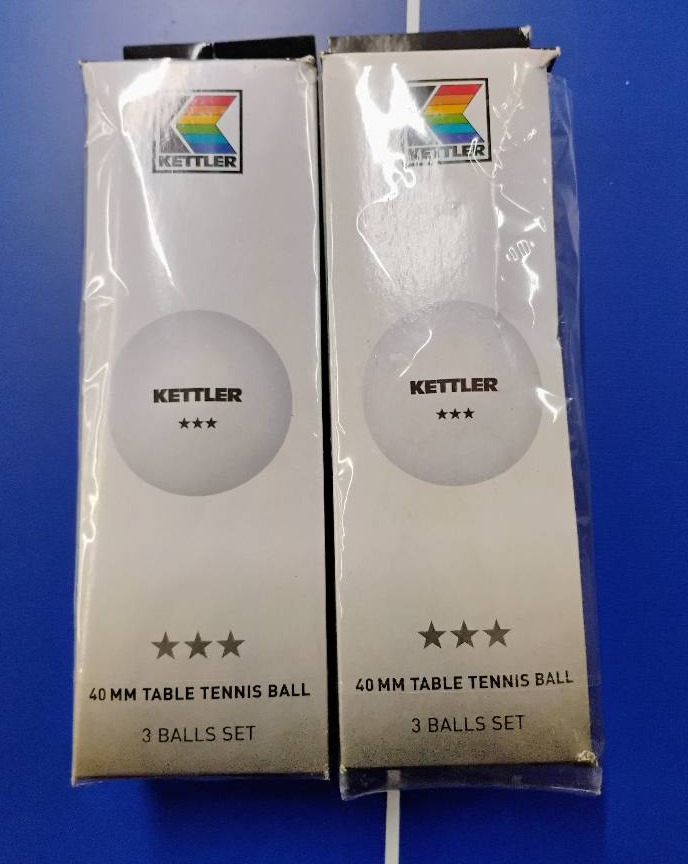 KETTLER
KETTLER
★★★
★★★
40 MM TABLE TENNIS BALL
3 BALLS SET
KETTLER
KETTLER
★★★
★★★
40 MM TABLE TENNIS BALL
3 BALLS SET